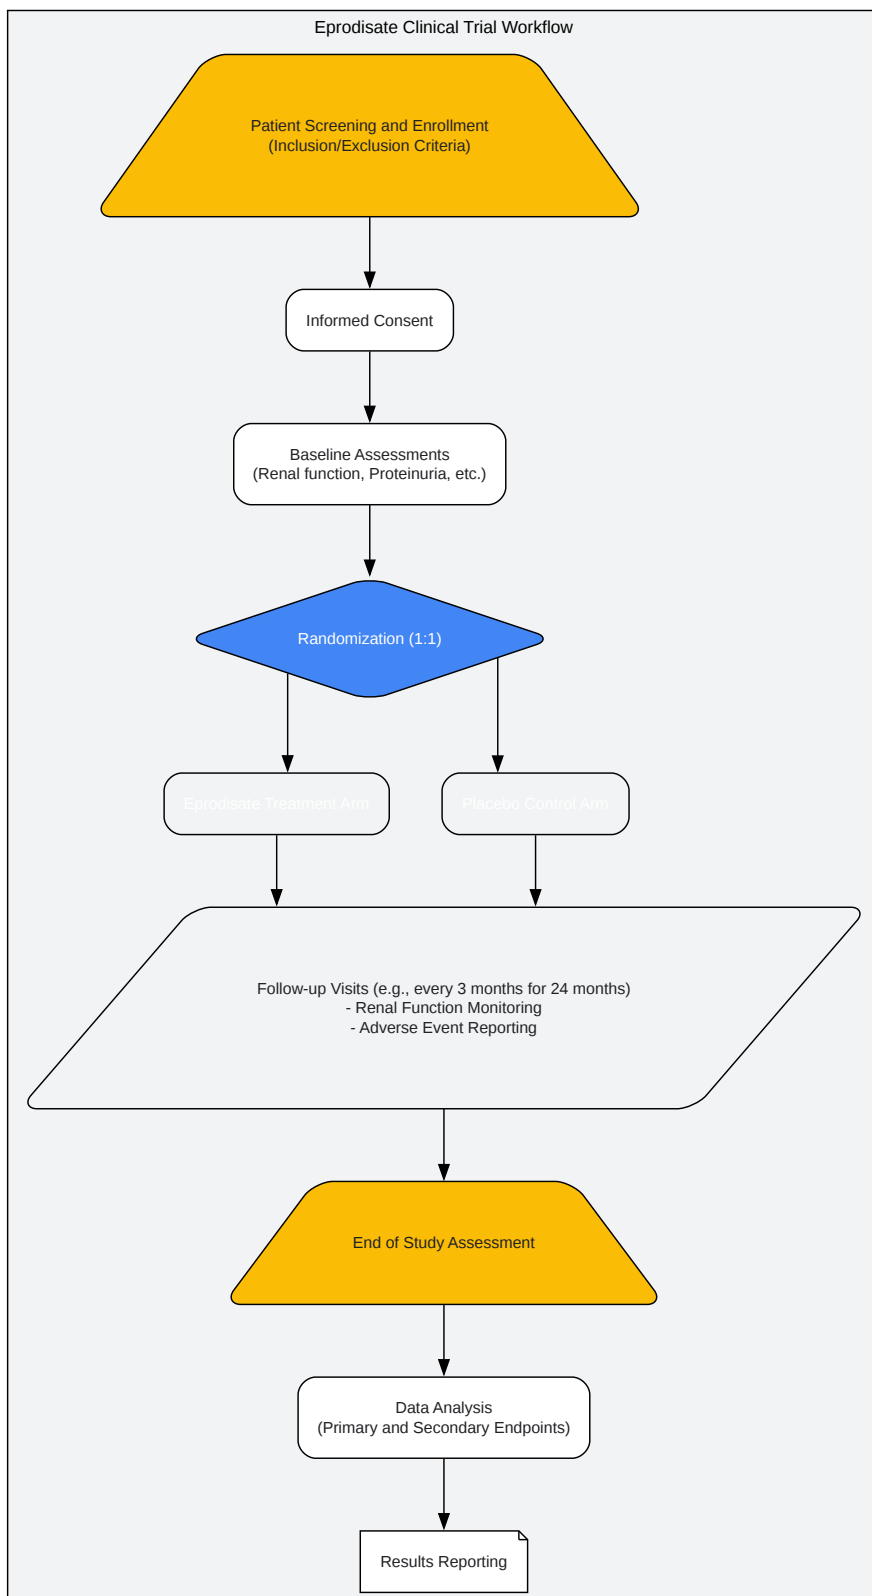 Eprodisate Clinical Trial Workflow
Patient Screening and Enrollment
(Inclusion/Exclusion Criteria)
Informed Consent
Baseline Assessments
(Renal function, Proteinuria, etc.)
Randomization (1:1)
Eprodisate Treatment Arm
Placebo Control Arm
Follow-up Visits (e.g., every 3 months for 24 months)
- Renal Function Monitoring
- Adverse Event Reporting
End of Study Assessment
Data Analysis
(Primary and Secondary Endpoints)
Results Reporting